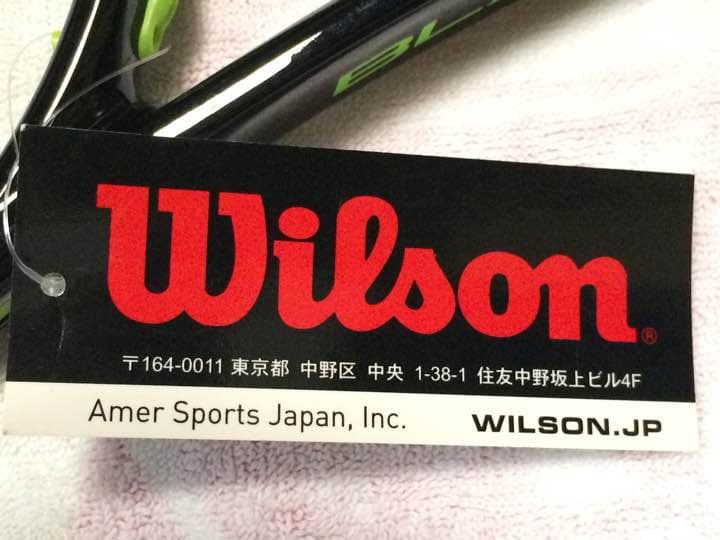 BL
Wilson®
〒164-0011 東京都 中野区 中央 1-38-1 住友中野坂上ビル4F
Amer Sports Japan, Inc. WILSON.JP